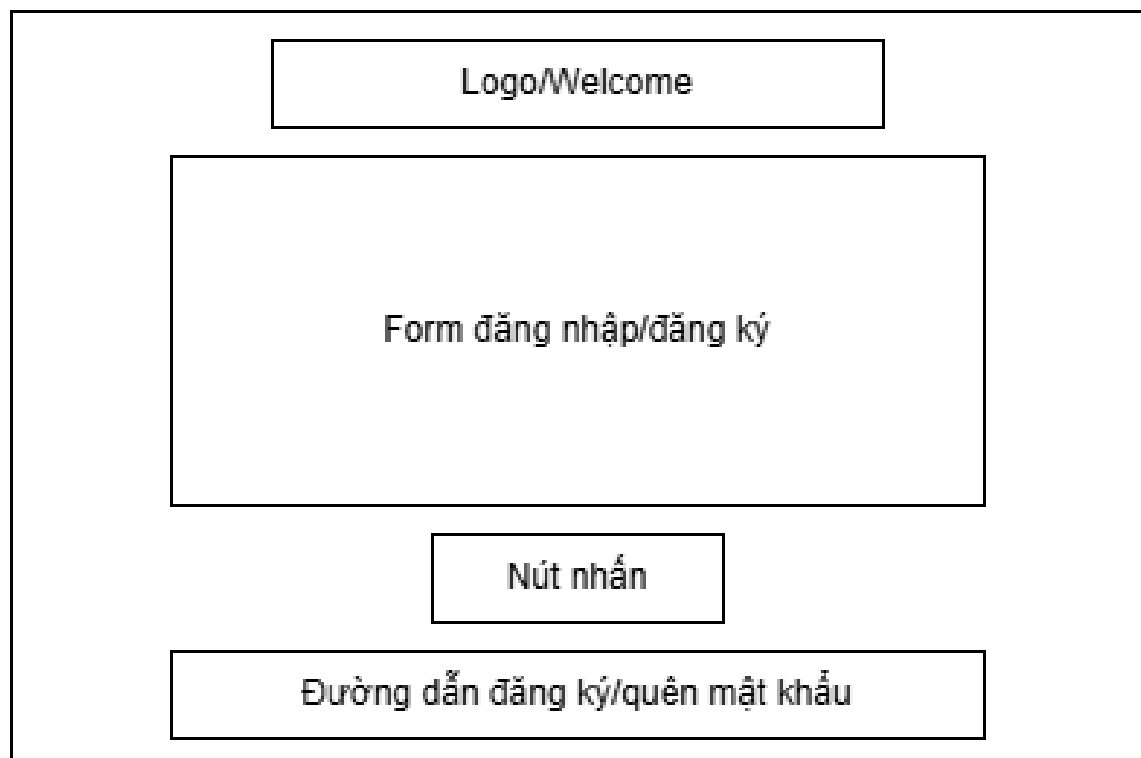 Logo/Welcome
Form đăng nhập/đăng ký
Nút nhấn
Đường dẫn đăng ký/quên mật khẩu